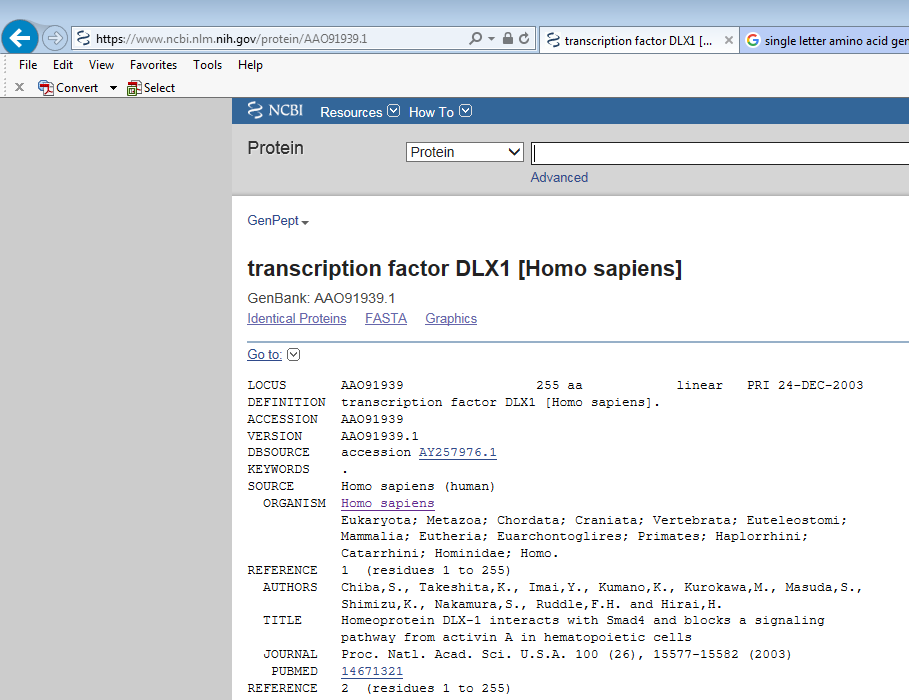 https://www.ncbi.nlm.nih.gov/protein/AAO91939.1
transcription factor DLX1 [...
single letter amino acid gen
File Edit View Favorites Tools Help
Convert Select
NCBI Resources How To
Protein
Protein
Advanced
GenPept
transcription factor DLX1 [Homo sapiens]
GenBank: AAO91939.1
Identical Proteins FASTA Graphics
Go to:
LOCUS AAO91939 255 aa linear PRI 24-DEC-2003
DEFINITION transcription factor DLX1 [Homo sapiens].
ACCESSION AAO91939
VERSION AAO91939.1
DBSOURCE accession AY257976.1
KEYWORDS .
SOURCE Homo sapiens (human)
ORGANISM Homo sapiens
Eukaryota; Metazoa; Chordata; Craniata; Vertebrata; Euteleostomi;
Mammalia; Eutheria; Euarchontoglires; Primates; Haplorrhini;
Catarrhini; Hominidae; Homo.
REFERENCE 1 (residues 1 to 255)
AUTHORS Chiba,S., Takeshita,K., Imai,Y., Kumano,K., Kurokawa,M., Masuda,S.,
Shimizu,K., Nakamura,S., Ruddle,F.H. and Hirai,H.
TITLE Homeoprotein DLX-1 interacts with Smad4 and blocks a signaling
pathway from activin A in hematopoietic cells
JOURNAL Proc. Natl. Acad. Sci. U.S.A. 100 (26), 15577-15582 (2003)
PUBMED 14671321
REFERENCE 2 (residues 1 to 255)